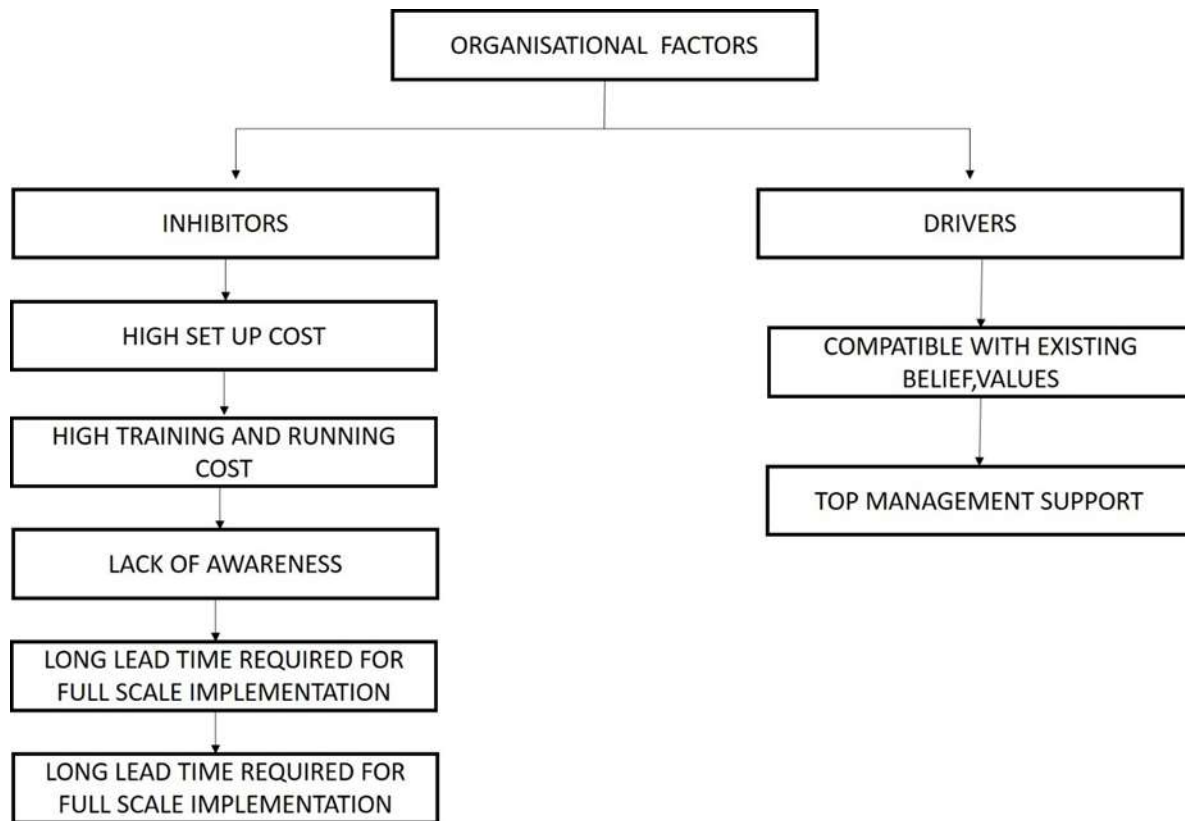 ORGANISATIONAL FACTORS
INHIBITORS
HIGH SET UP COST
HIGH TRAINING AND RUNNING
COST
LACK OF AWARENESS
LONG LEAD TIME REQUIRED FOR
FULL SCALE IMPLEMENTATION
LONG LEAD TIME REQUIRED FOR
FULL SCALE IMPLEMENTATION
DRIVERS
COMPATIBLE WITH EXISTING
BELIEF,VALUES
TOP MANAGEMENT SUPPORT